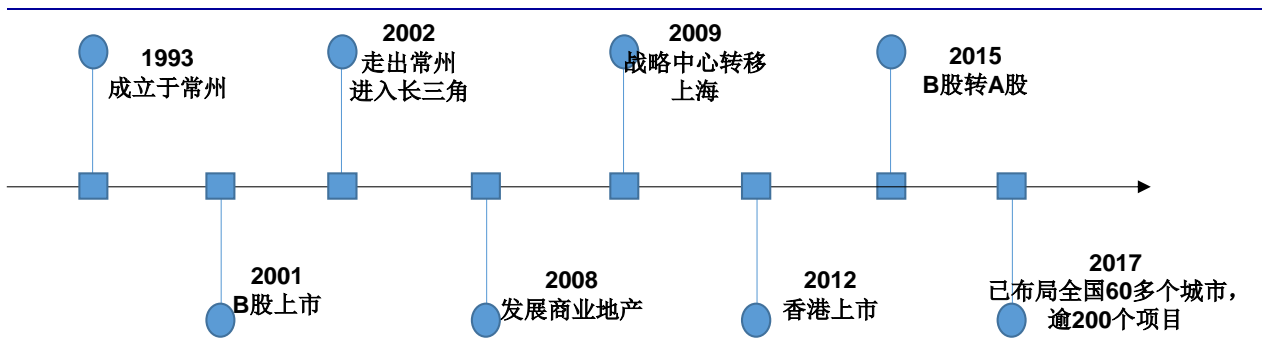 1993
成立于常州
2001
B股上市
2002
走出常州
进入长三角
2008
发展商业地产
2009
战略中心转移
上海
2012
香港上市
2015
B股转A股
2017
已布局全国60多个城市，
逾200个项目